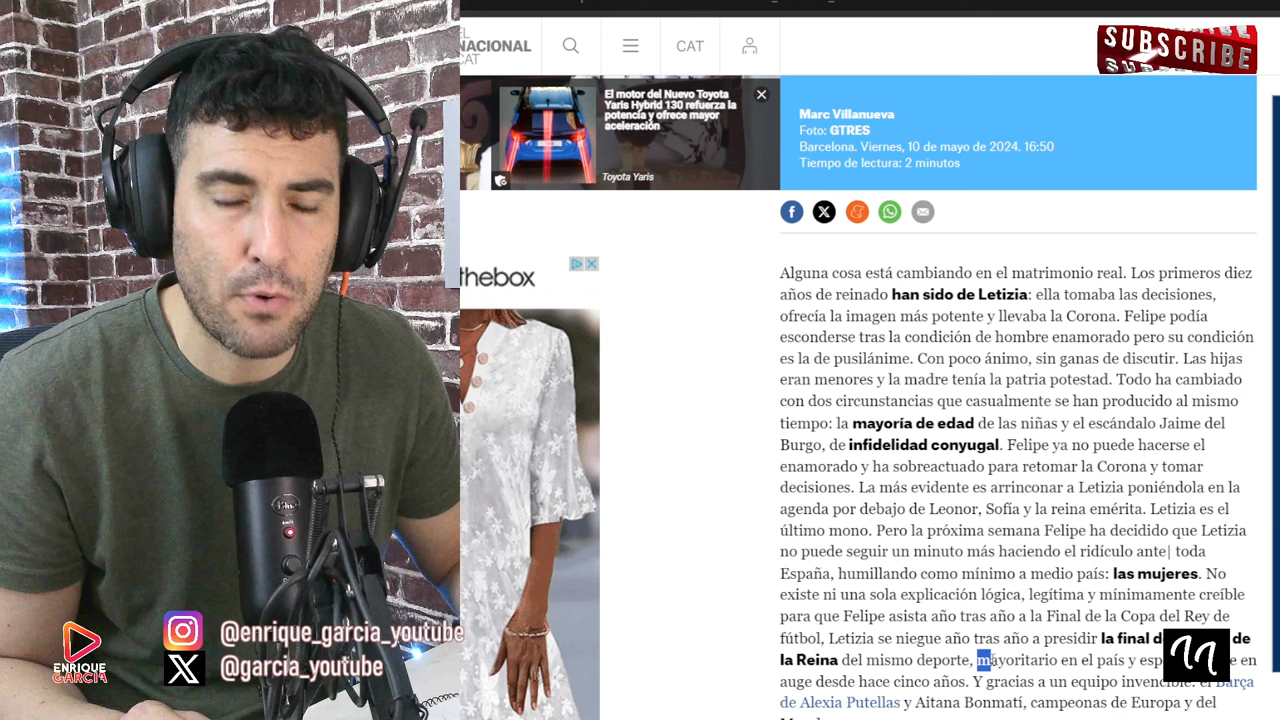 EL
NACIONAL
CAT
CAT
SUBSCRIBE
El motor del Nuevo Toyota
Yaris Hybrid 130 refuerza la
potencia y ofrece mayor
aceleración
Toyota Yaris
Marc Villanueva
Foto: GTRES
Barcelona. Viernes, 10 de mayo de 2024. 16:50
Tiempo de lectura: 2 minutos
thebox
Alguna cosa está cambiando en el matrimonio real. Los primeros diez
años de reinado han sido de Letizia: ella tomaba las decisiones,
ofrecía la imagen más potente y llevaba la Corona. Felipe podía
esconderse tras la condición de hombre enamorado pero su condición
es la de pusilánime. Con poco ánimo, sin ganas de discutir. Las hijas
eran menores y la madre tenía la patria potestad. Todo ha cambiado
con dos circunstancias que casualmente se han producido al mismo
tiempo: la mayoría de edad de las niñas y el escándalo Jaime del
Burgo, de infidelidad conyugal. Felipe ya no puede hacerse el
enamorado y ha sobreactuado para retomar la Corona y tomar
decisiones. La más evidente es arrinconar a Letizia poniéndola en la
agenda por debajo de Leonor, Sofía y la reina emérita. Letizia es el
último mono. Pero la próxima semana Felipe ha decidido que Letizia
no puede seguir un minuto más haciendo el ridículo ante toda
España, humillando como mínimo a medio país: las mujeres. No
existe ni una sola explicación lógica, legítima y mínimamente creíble
para que Felipe asista año tras año a la Final de la Copa del Rey de
fútbol, Letizia se niegue año tras año a presidir la final de
la Reina del mismo deporte, mayoritario en el país y en
auge desde hace cinco años. Y gracias a un equipo invencible: el Barça
de Alexia Putellas y Aitana Bonmatí, campeonas de Europa y del
Blue
ENRIQUE
GARCIA
@enrique_garcia_youtube
@garcia_youtube